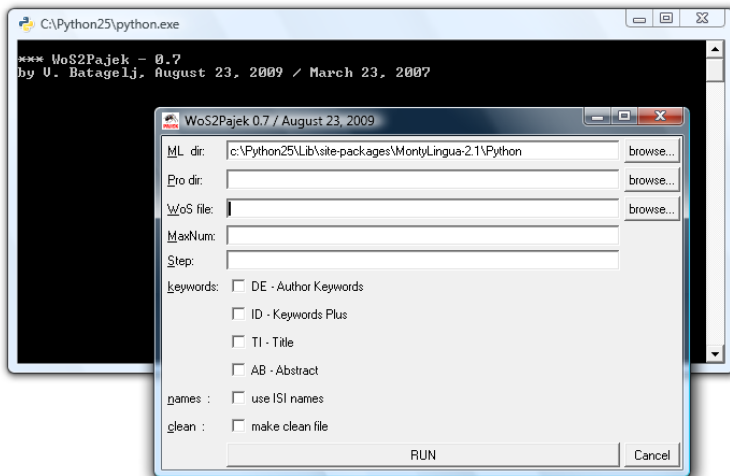 C:\Python25\python.exe
*** WoS2Pajek - 0.7
by V. Batagelj, August 23, 2009 / March 23, 2007
WoS2Pajek 0.7 / August 23, 2009
ML dir: c:\Python25\Lib\site-packages\MontyLingua-2.1\Python browse...
Pro dir: browse...
WoS file: browse...
MaxNum:
Step:
keywords: DE - Author Keywords
ID - Keywords Plus
TI - Title
AB - Abstract
names : use ISI names
clean : make clean file
RUN Cancel